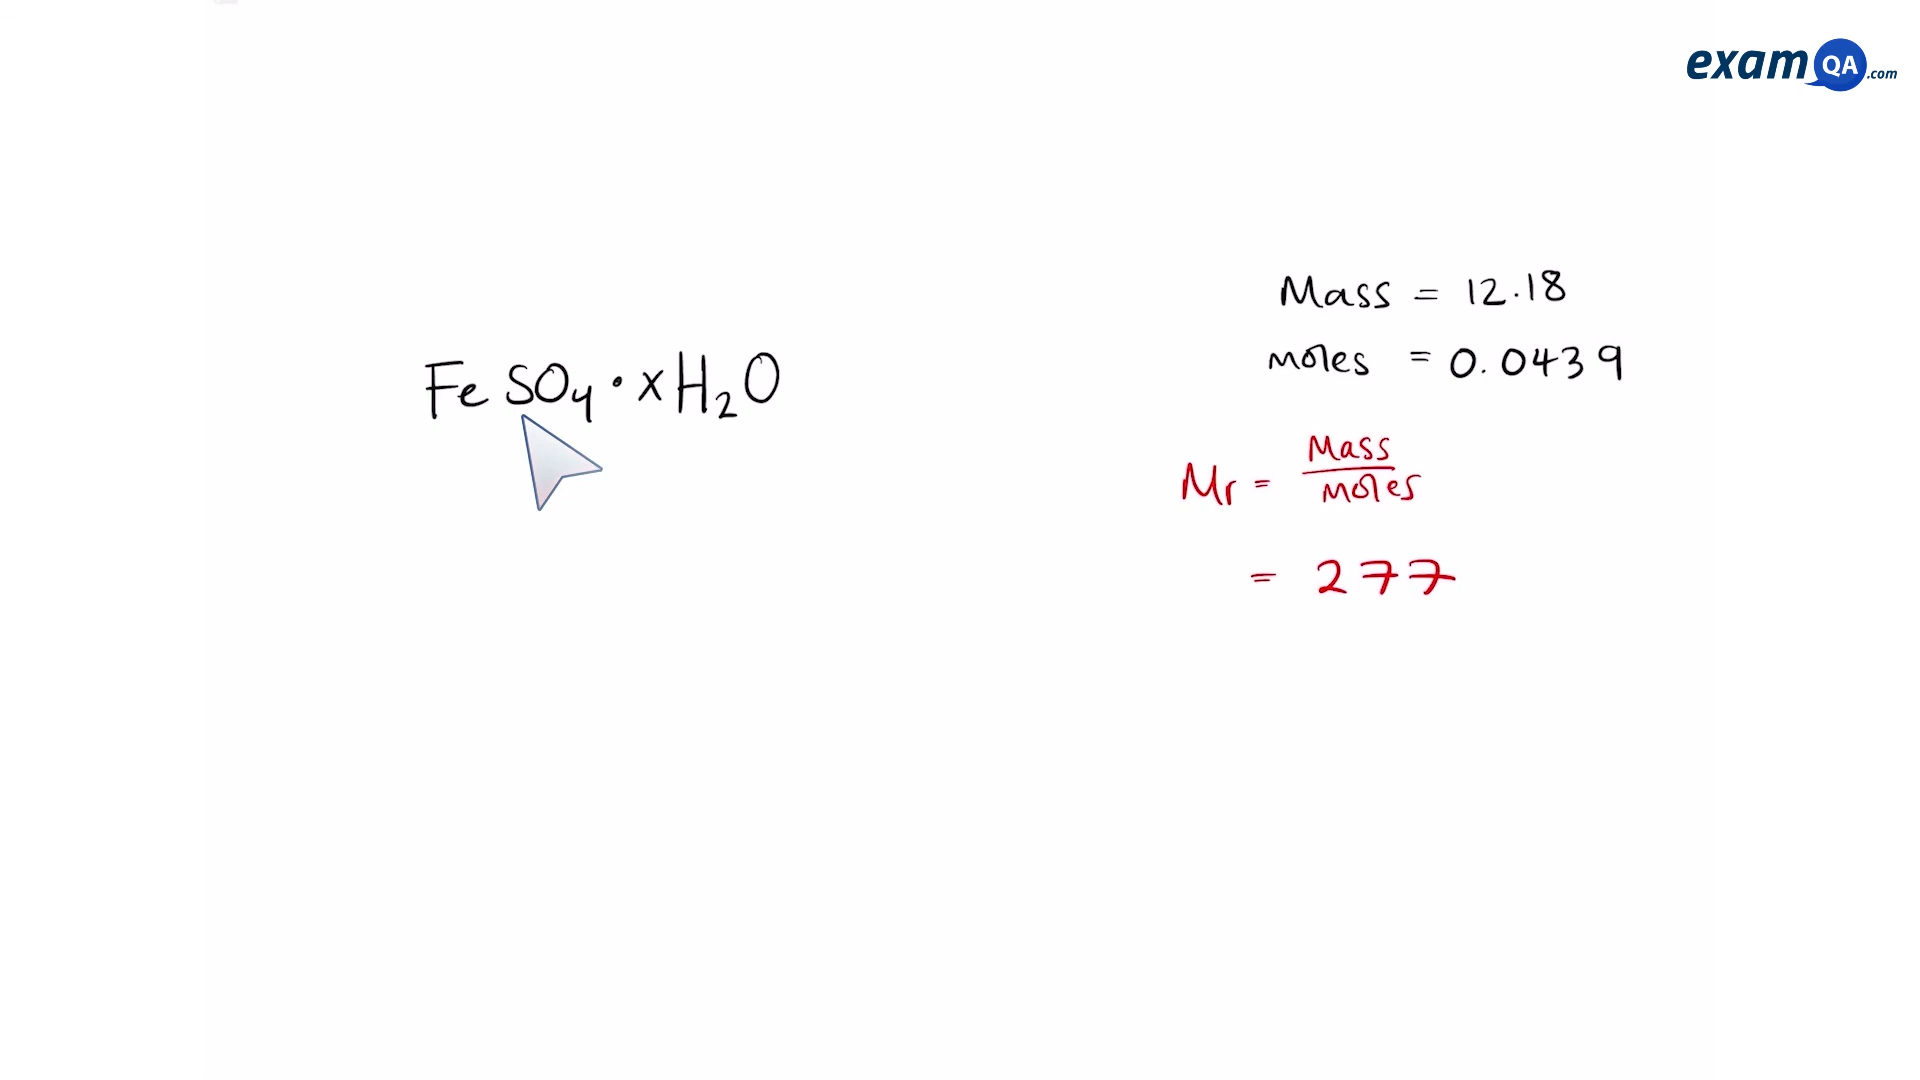 examQA.com
Mass = 12.18
moles = 0.0439
FeSO₄·xH₂O
Mr = Mass/moles
= 277